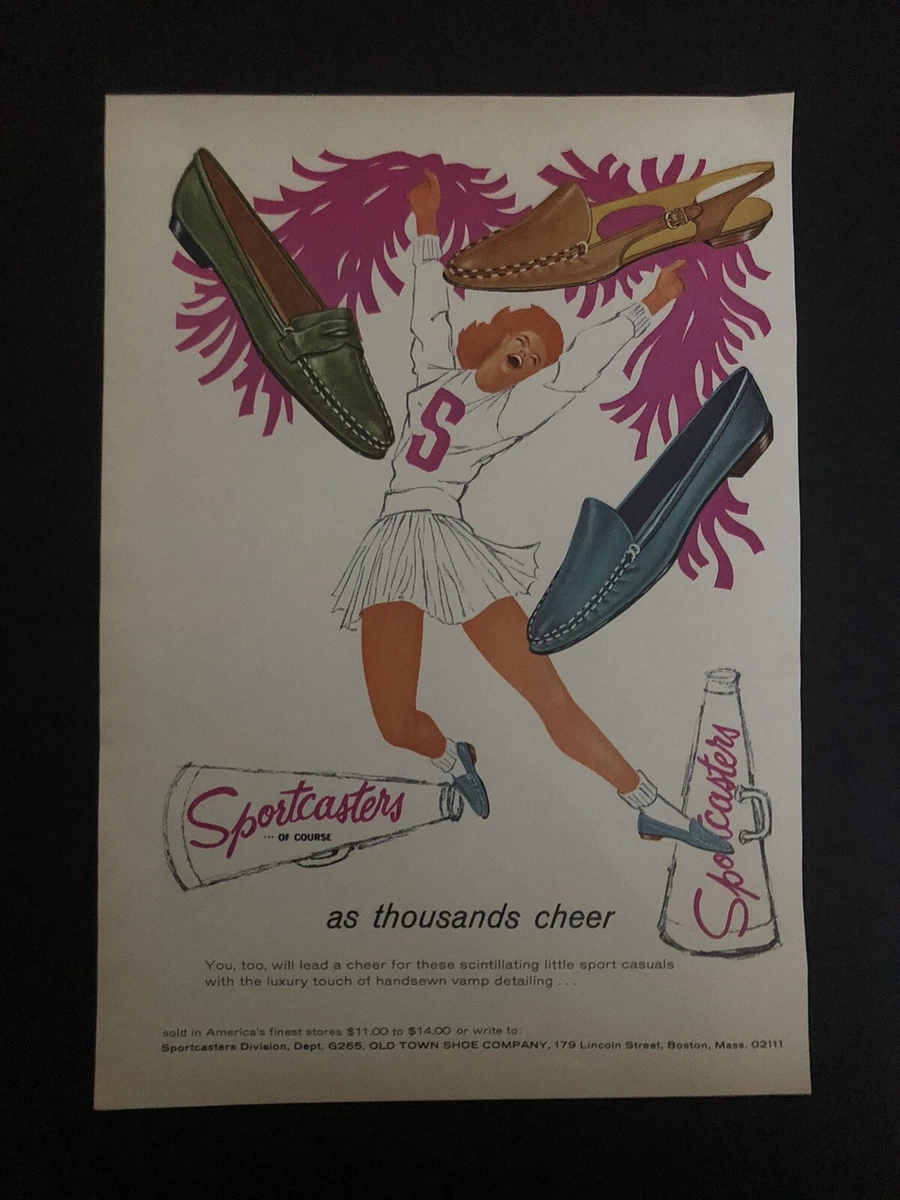 S
Sportcasters
... OF COURSE
Sportcasters
as thousands cheer
You, too, will lead a cheer for these scintillating little sport casuals
with the luxury touch of handsewn vamp detailing . . .
sold in America's finest stores $11.00 to $14.00 or write to:
Sportcasters Division, Dept. G265, OLD TOWN SHOE COMPANY, 179 Lincoln Street, Boston, Mass. 02111